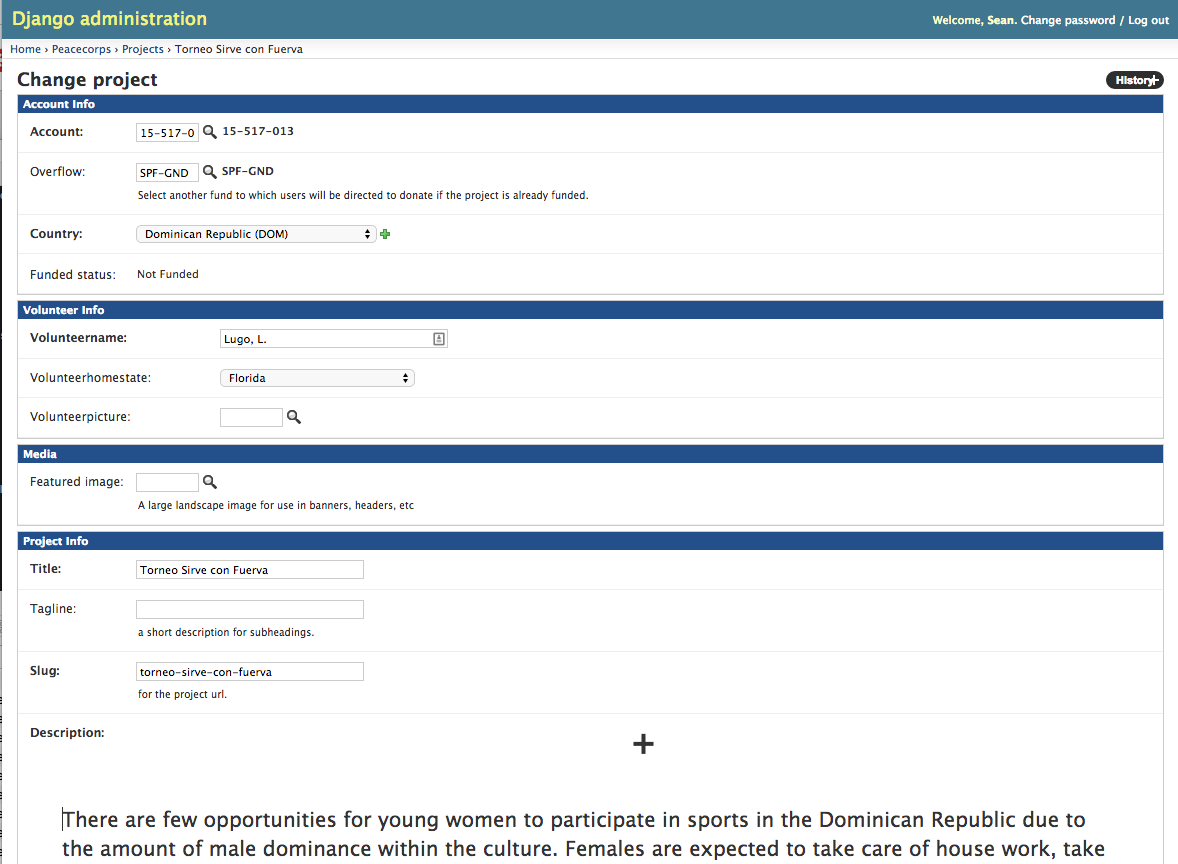 Django administration
Welcome, Sean. Change password / Log out
Home › Peacecorps › Projects › Torneo Sirve con Fuerva
Change project
History
Account Info
Account: 15-517-0 15-517-013
Overflow: SPF-GND SPF-GND
Select another fund to which users will be directed to donate if the project is already funded.
Country: Dominican Republic (DOM)
Funded status: Not Funded
Volunteer Info
Volunteername: Lugo, L.
Volunteerhomestate: Florida
Volunteerpicture:
Media
Featured image:
A large landscape image for use in banners, headers, etc
Project Info
Title: Torneo Sirve con Fuerva
Tagline:
a short description for subheadings.
Slug: torneo-sirve-con-fuerva
for the project url.
Description:
There are few opportunities for young women to participate in sports in the Dominican Republic due to
the amount of male dominance within the culture. Females are expected to take care of house work, take